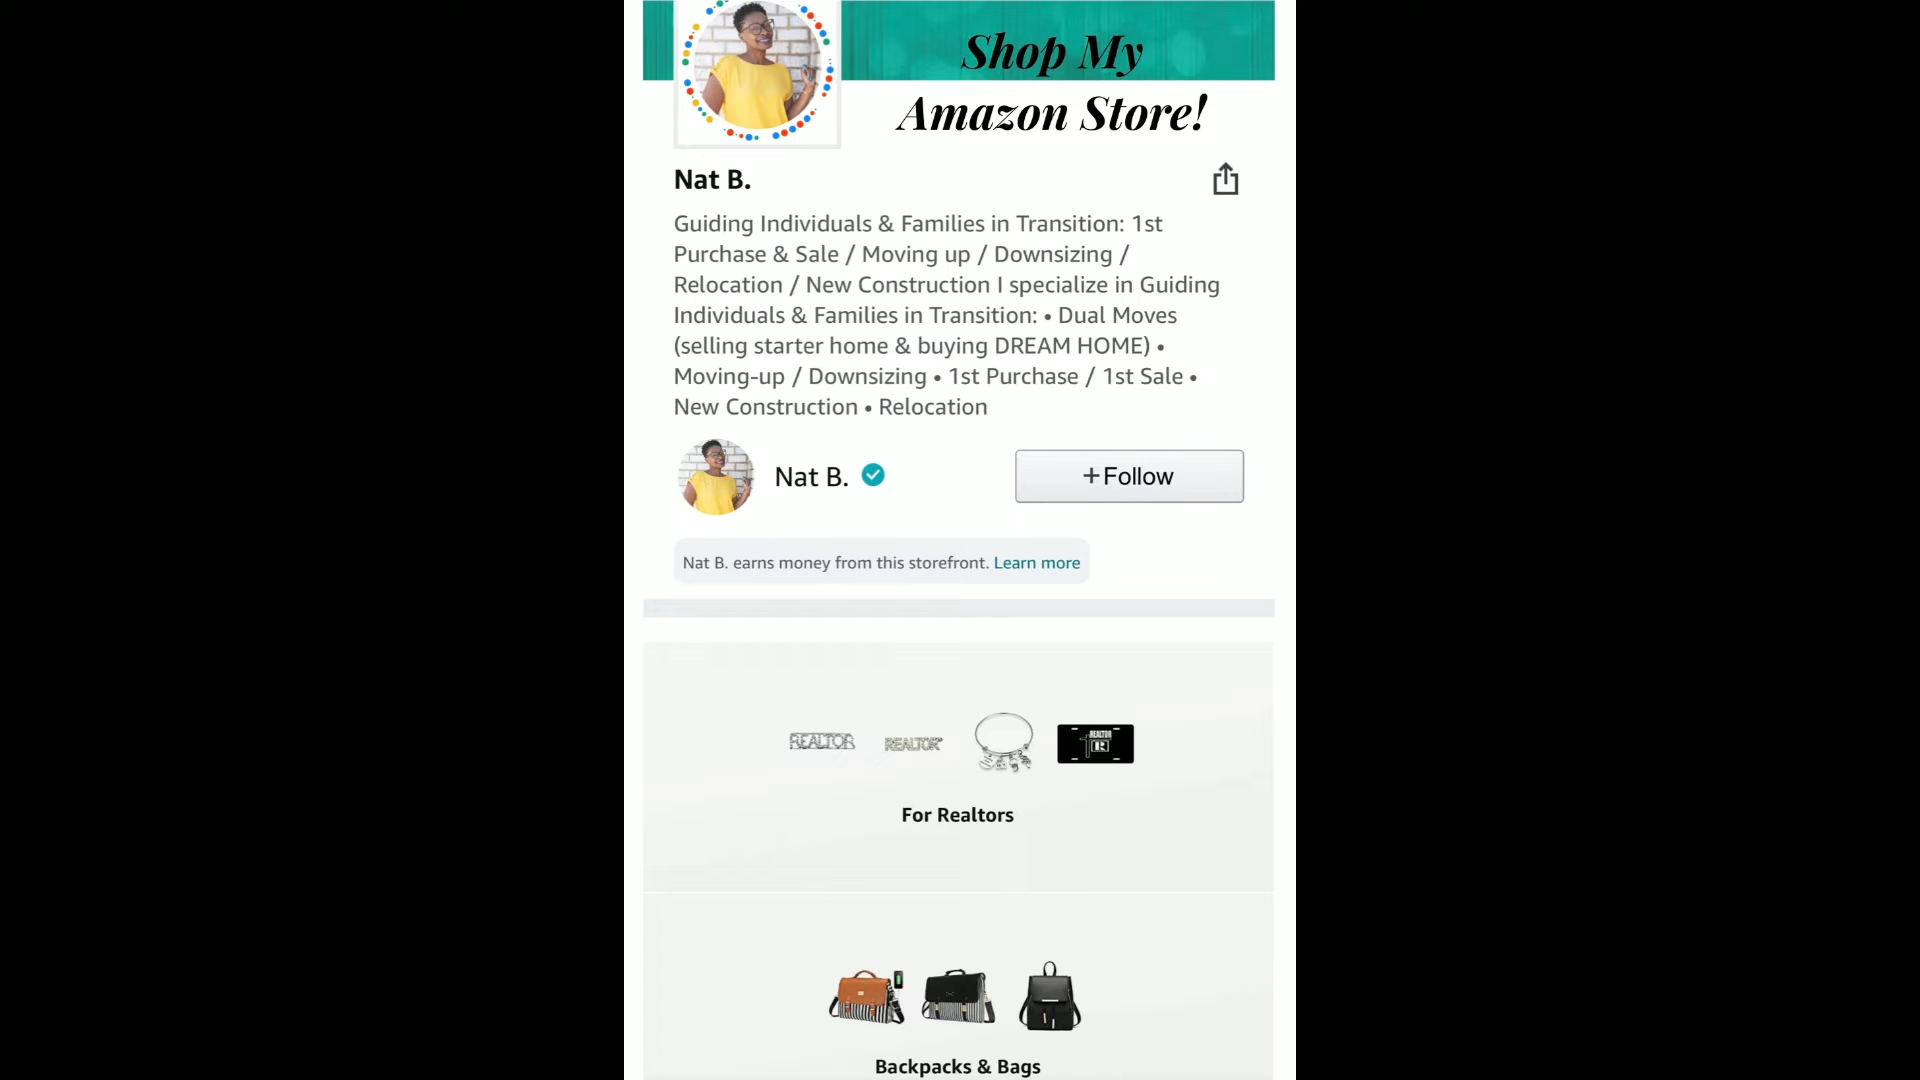 Shop My
Amazon Store!
Nat B.
Guiding Individuals & Families in Transition: 1st
Purchase & Sale / Moving up / Downsizing /
Relocation / New Construction I specialize in Guiding
Individuals & Families in Transition: • Dual Moves
(selling starter home & buying DREAM HOME) •
Moving-up / Downsizing • 1st Purchase / 1st Sale •
New Construction • Relocation
Nat B.
+Follow
Nat B. earns money from this storefront. Learn more
REALTOR REALTOR REALTOR
R
For Realtors
Backpacks & Bags